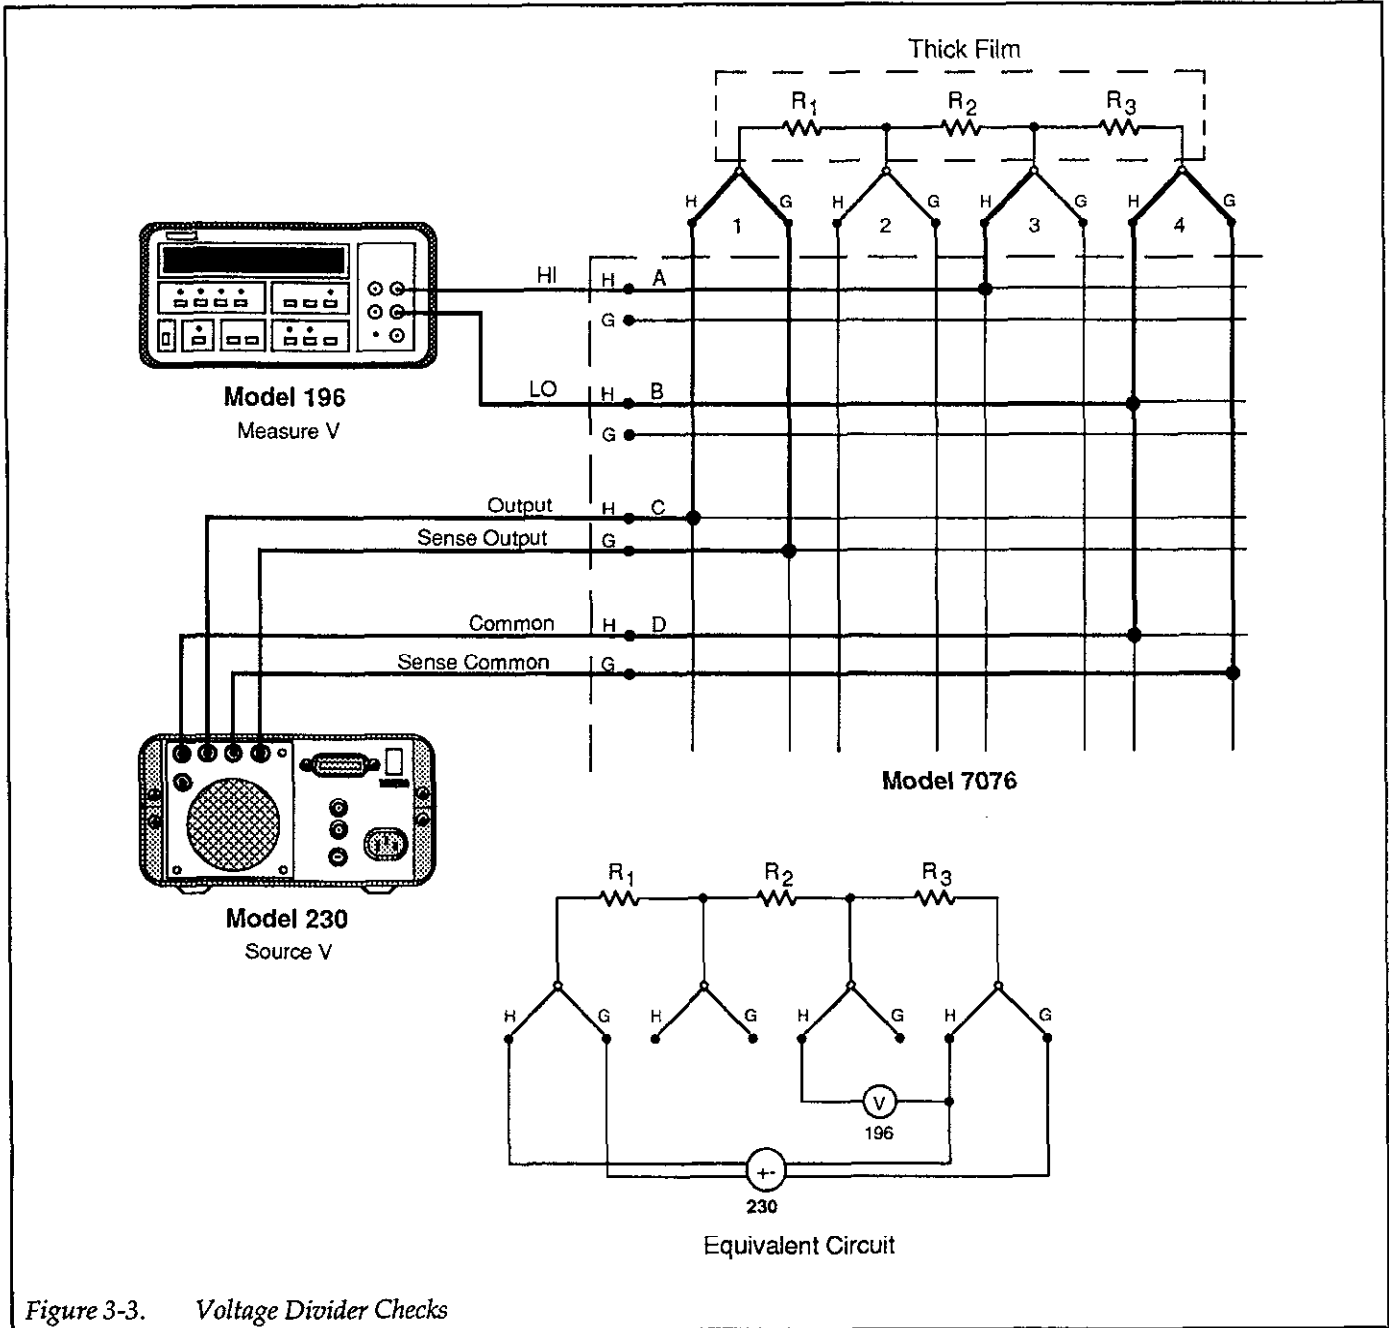 Thick Film
R1 R2 R3
H G H G H G H G
1 2 3 4
HI H A
G
Model 196
Measure V
LO H B
G
Output H C
Sense Output G
Common H D
Sense Common G
Model 7076
Model 230
Source V
R1 R2 R3
H G H G H G H G
V
196
+-
230
Equivalent Circuit
Figure 3-3. Voltage Divider Checks